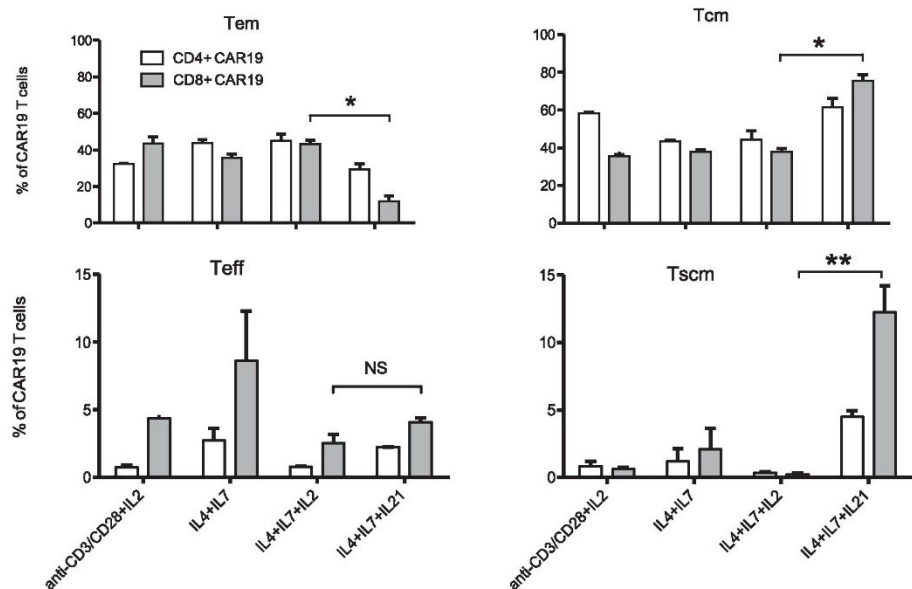 Tem
% of CAR19 T cells
100
80
60
40
20
0
CD4+ CAR19
CD8+ CAR19
*
Tcm
100
80
60
40
20
0
*
Teff
% of CAR19 T cells
15
10
5
0
NS
anti-CD3/CD28+IL2
IL4+IL7
IL4+IL7+IL2
IL4+IL7+IL21
Tscm
15
10
5
0
**
anti-CD3/CD28+IL2
IL4+IL7
IL4+IL7+IL2
IL4+IL7+IL21